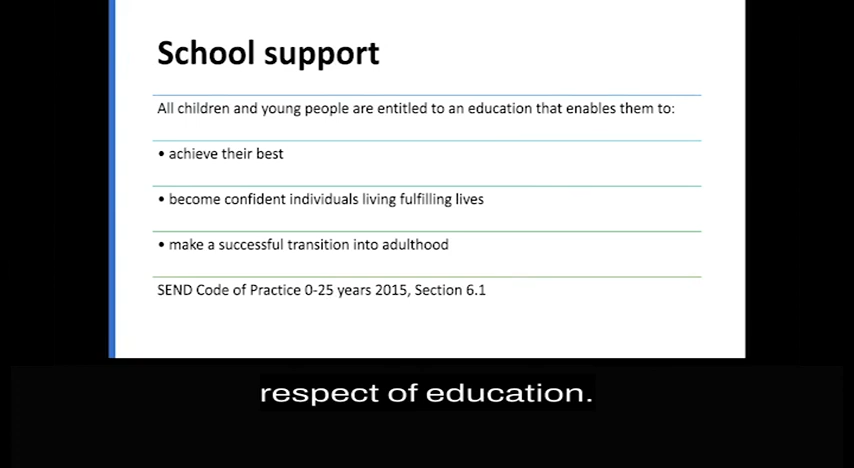 School support
All children and young people are entitled to an education that enables them to:
• achieve their best
• become confident individuals living fulfilling lives
• make a successful transition into adulthood
SEND Code of Practice 0-25 years 2015, Section 6.1
respect of education.